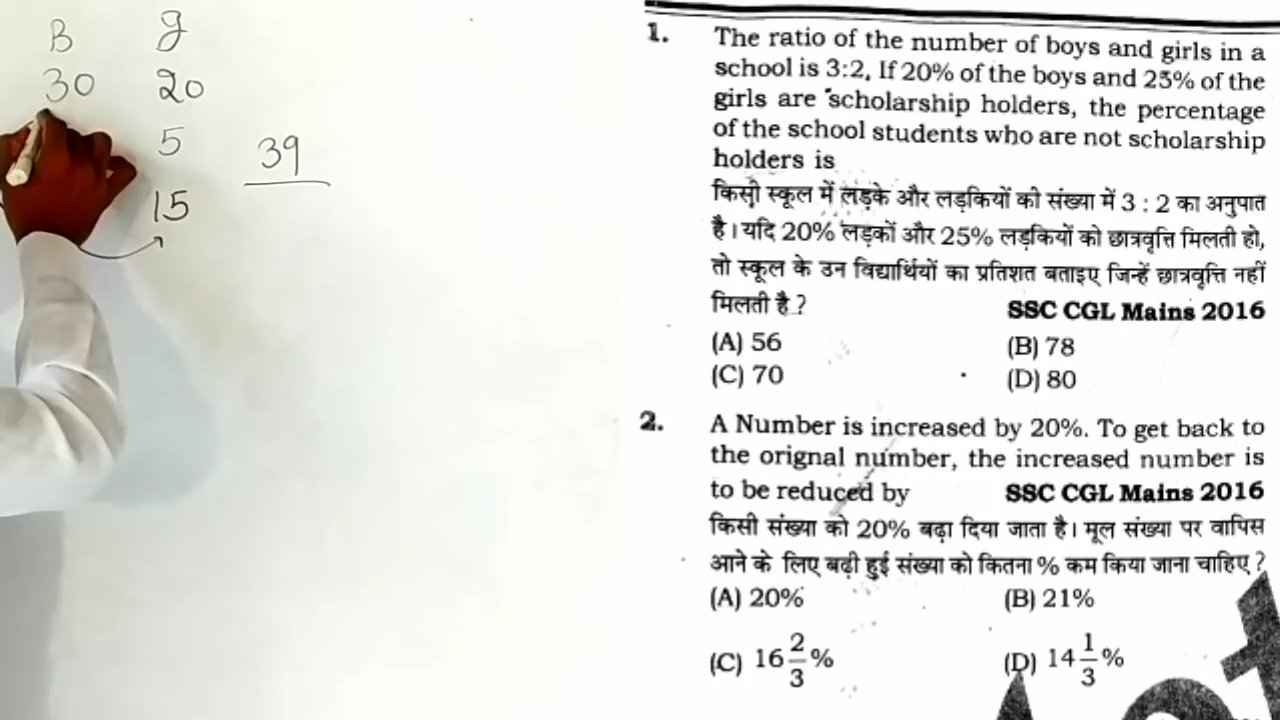 B g
30 20
5
39
15
1. The ratio of the number of boys and girls in a
school is 3:2. If 20% of the boys and 25% of the
girls are scholarship holders, the percentage
of the school students who are not scholarship
holders is
किसी स्कूल में लड़के और लड़कियों की संख्या में 3 : 2 का अनुपात
है। यदि 20% लड़कों और 25% लड़कियों को छात्रवृत्ति मिलती हो,
तो स्कूल के उन विद्यार्थियों का प्रतिशत बताइए जिन्हें छात्रवृत्ति नहीं
मिलती है ? SSC CGL Mains 2016
(A) 56 (B) 78
(C) 70 (D) 80
2. A Number is increased by 20%. To get back to
the orignal number, the increased number is
to be reduced by SSC CGL Mains 2016
किसी संख्या को 20% बढ़ा दिया जाता है। मूल संख्या पर वापिस
आने के लिए बढ़ी हुई संख्या को कितना % कम किया जाना चाहिए ?
(A) 20% (B) 21%
(C) 16 2/3 % (D) 14 1/3 %